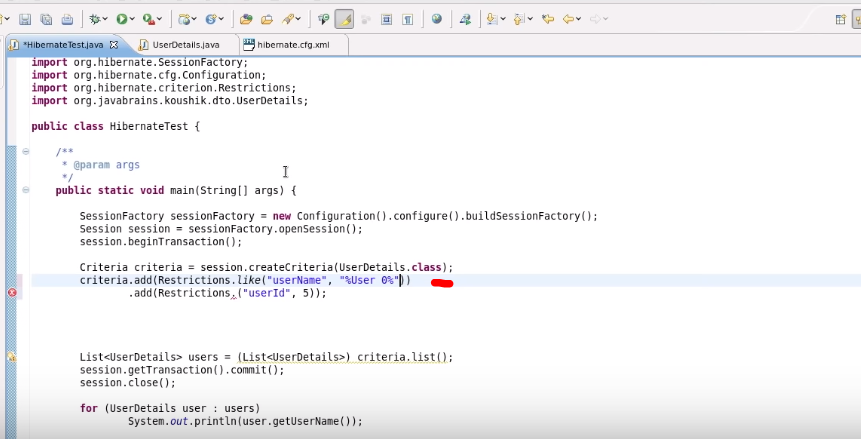 *HibernateTest.java
UserDetails.java
hibernate.cfg.xml
import org.hibernate.SessionFactory;
import org.hibernate.cfg.Configuration;
import org.hibernate.criterion.Restrictions;
import org.javabrains.koushik.dto.UserDetails;
public class HibernateTest {
/**
* @param args
*/
public static void main(String[] args) {
SessionFactory sessionFactory = new Configuration().configure().buildSessionFactory();
Session session = sessionFactory.openSession();
session.beginTransaction();
Criteria criteria = session.createCriteria(UserDetails.class);
criteria.add(Restrictions.like("userName", "%User 0%"))
.add(Restrictions.("userId", 5));
List<UserDetails> users = (List<UserDetails>) criteria.list();
session.getTransaction().commit();
session.close();
for (UserDetails user : users)
System.out.println(user.getUserName());